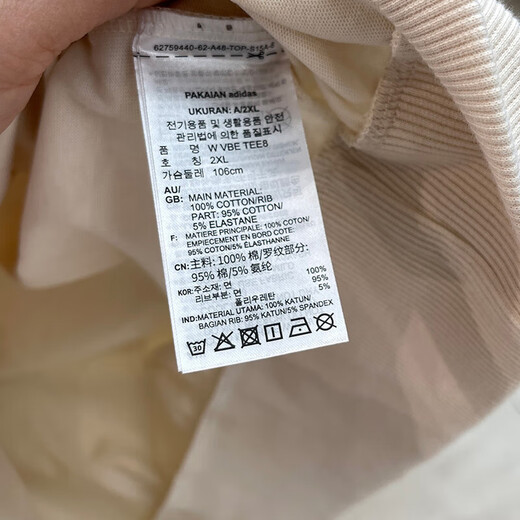 62759440-62-A48-TOP
PAKAIAN adidas
UKURAN: A/2XL
전기용품 및 생활용품 안전
관리법에 의한 품질표시
품 명 W VBE TEE8
호 칭 2XL
가슴둘레 106cm
AU/
GB: MAIN MATERIAL:
100% COTTON/RIB
PART: 95% COTTON/
5% ELASTANE
F: MATIERE PRINCIPALE: 100% COTON/
EMPIECEMENT EN BORD COTE:
95% COTON/5% ELASTHANNE
CN: 主料: 100% 棉/罗纹部分:
95% 棉/5% 氨纶
KOR: 주소재: 면 100%
리브부분: 면 95%
폴리우레탄 5%
IND: MATERIAL UTAMA: 100% KATUN/
BAGIAN RIB: 95% KATUN/5% SPANDEX
30